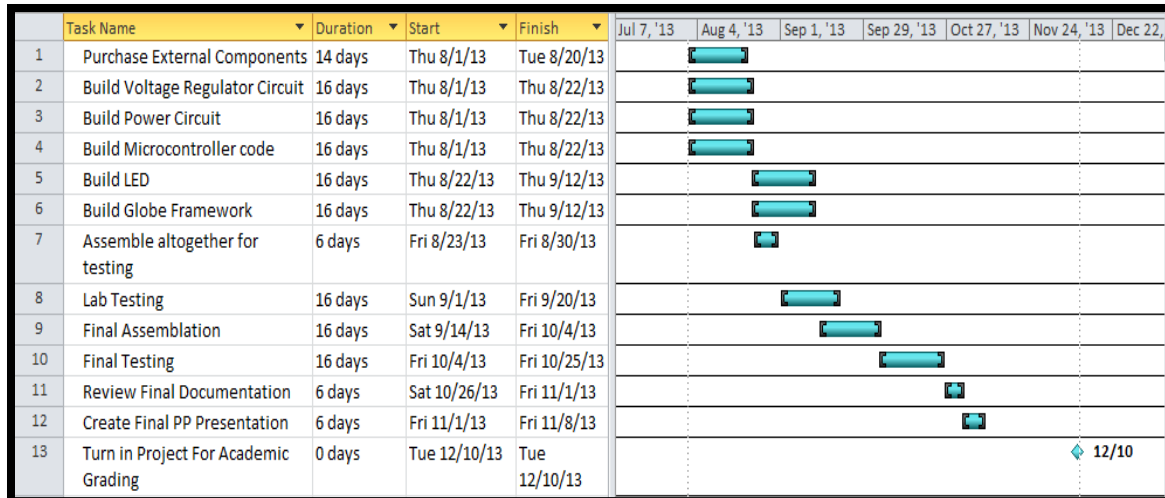 Task Name Duration Start Finish Jul 7, '13 Aug 4, '13 Sep 1, '13 Sep 29, '13 Oct 27, '13 Nov 24, '13 Dec 22,
1 Purchase External Components 14 days Thu 8/1/13 Tue 8/20/13
2 Build Voltage Regulator Circuit 16 days Thu 8/1/13 Thu 8/22/13
3 Build Power Circuit 16 days Thu 8/1/13 Thu 8/22/13
4 Build Microcontroller code 16 days Thu 8/1/13 Thu 8/22/13
5 Build LED 16 days Thu 8/22/13 Thu 9/12/13
6 Build Globe Framework 16 days Thu 8/22/13 Thu 9/12/13
7 Assemble altogether for 6 days Fri 8/23/13 Fri 8/30/13
testing
8 Lab Testing 16 days Sun 9/1/13 Fri 9/20/13
9 Final Assemblation 16 days Sat 9/14/13 Fri 10/4/13
10 Final Testing 16 days Fri 10/4/13 Fri 10/25/13
11 Review Final Documentation 6 days Sat 10/26/13 Fri 11/1/13
12 Create Final PP Presentation 6 days Fri 11/1/13 Fri 11/8/13
13 Turn in Project For Academic 0 days Tue 12/10/13 Tue 12/10
Grading 12/10/13